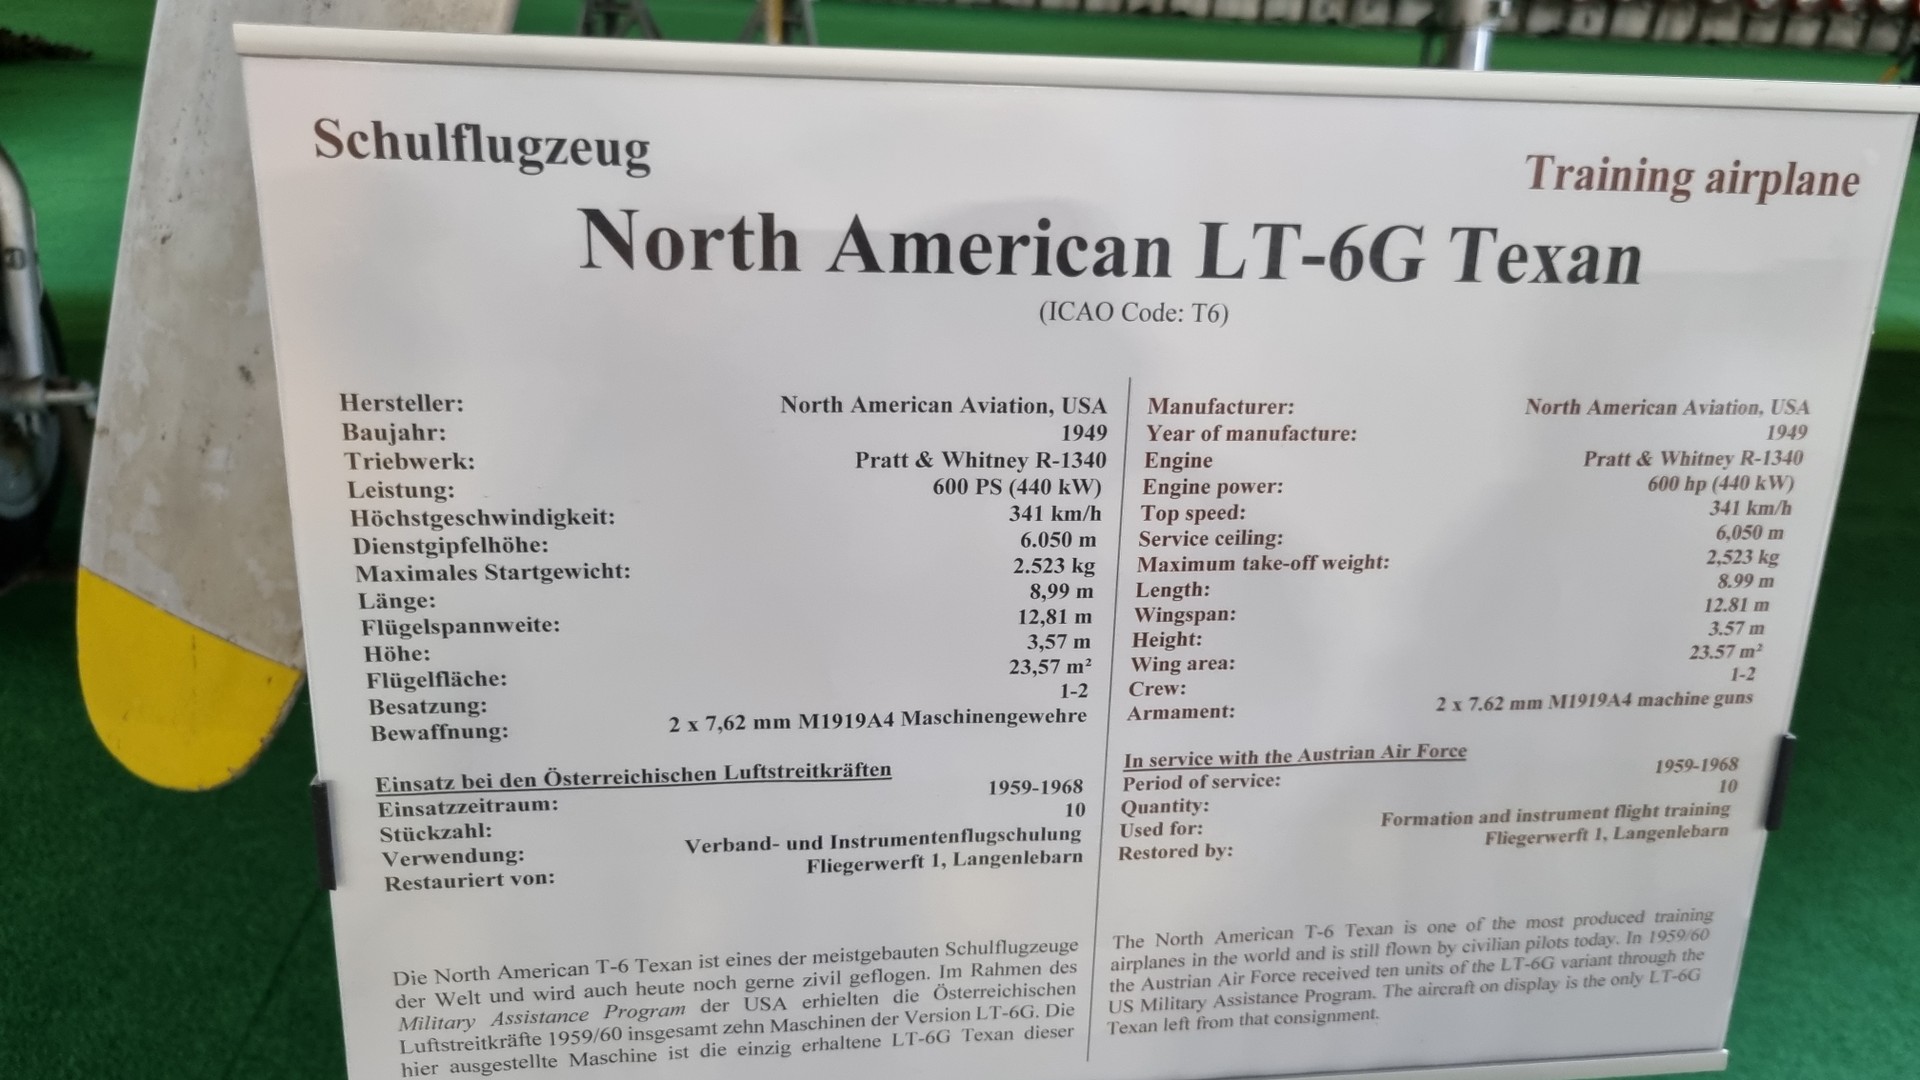 Schulflugzeug
Training airplane
North American LT-6G Texan
(ICAO Code: T6)
Hersteller: North American Aviation, USA
Baujahr: 1949
Triebwerk: Pratt & Whitney R-1340
Leistung: 600 PS (440 kW)
Höchstgeschwindigkeit: 341 km/h
Dienstgipfelhöhe: 6.050 m
Maximales Startgewicht: 2.523 kg
Länge: 8,99 m
Flügelspannweite: 12,81 m
Höhe: 3,57 m
Flügelfläche: 23,57 m²
Besatzung: 1-2
Bewaffnung: 2 x 7,62 mm M1919A4 Maschinengewehre
Einsatz bei den Österreichischen Luftstreitkräften
Einsatzzeitraum: 1959-1968
Stückzahl: 10
Verwendung: Verband- und Instrumentenflugschulung
Restauriert von: Fliegerwerft 1, Langenlebarn
Die North American T-6 Texan ist eines der meistgebauten Schulflugzeuge
der Welt und wird auch heute noch gerne zivil geflogen. Im Rahmen des
Military Assistance Program der USA erhielten die Österreichischen
Luftstreitkräfte 1959/60 insgesamt zehn Maschinen der Version LT-6G. Die
hier ausgestellte Maschine ist die einzig erhaltene LT-6G Texan dieser
Manufacturer: North American Aviation, USA
Year of manufacture: 1949
Engine Pratt & Whitney R-1340
Engine power: 600 hp (440 kW)
Top speed: 341 km/h
Service ceiling: 6,050 m
Maximum take-off weight: 2,523 kg
Length: 8.99 m
Wingspan: 12.81 m
Height: 3.57 m
Wing area: 23.57 m²
Crew: 1-2
Armament: 2 x 7.62 mm M1919A4 machine guns
In service with the Austrian Air Force
Period of service: 1959-1968
Quantity: 10
Used for: Formation and instrument flight training
Restored by: Fliegerwerft 1, Langenlebarn
The North American T-6 Texan is one of the most produced training
airplanes in the world and is still flown by civilian pilots today. In 1959/60
the Austrian Air Force received ten units of the LT-6G variant through the
US Military Assistance Program. The aircraft on display is the only LT-6G
Texan left from that consignment.